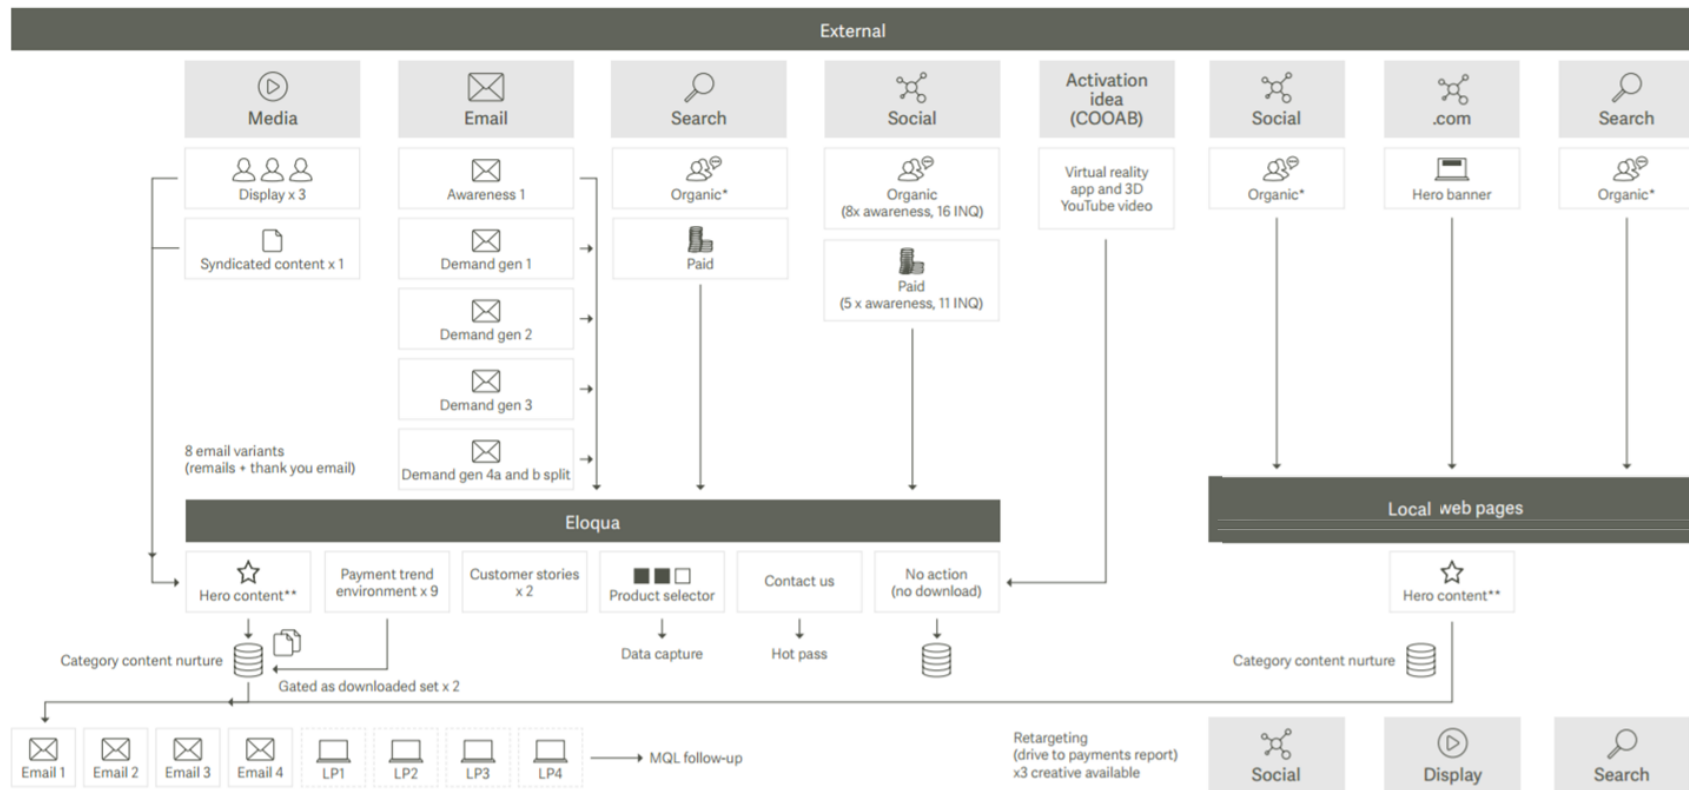 External
Media
Email
Search
Social
Activation
idea
(COOAB)
Social
.com
Search
Display x 3
Awareness 1
Organic*
Organic
(8x awareness, 16 INQ)
Virtual reality
app and 3D
YouTube video
Organic*
Hero banner
Organic*
Syndicated content x 1
Demand gen 1
Paid
Paid
(5 x awareness, 11 INQ)
Demand gen 2
Demand gen 3
8 email variants
(remails + thank you email)
Demand gen 4a and b split
Eloqua
Local web pages
Hero content**
Payment trend
environment x 9
Customer stories
x 2
Product selector
Contact us
No action
(no download)
Hero content**
Category content nurture
Data capture
Hot pass
Category content nurture
Gated as downloaded set x 2
Email 1
Email 2
Email 3
Email 4
LP1
LP2
LP3
LP4
MQL follow-up
Retargeting
(drive to payments report)
x3 creative available
Social
Display
Search